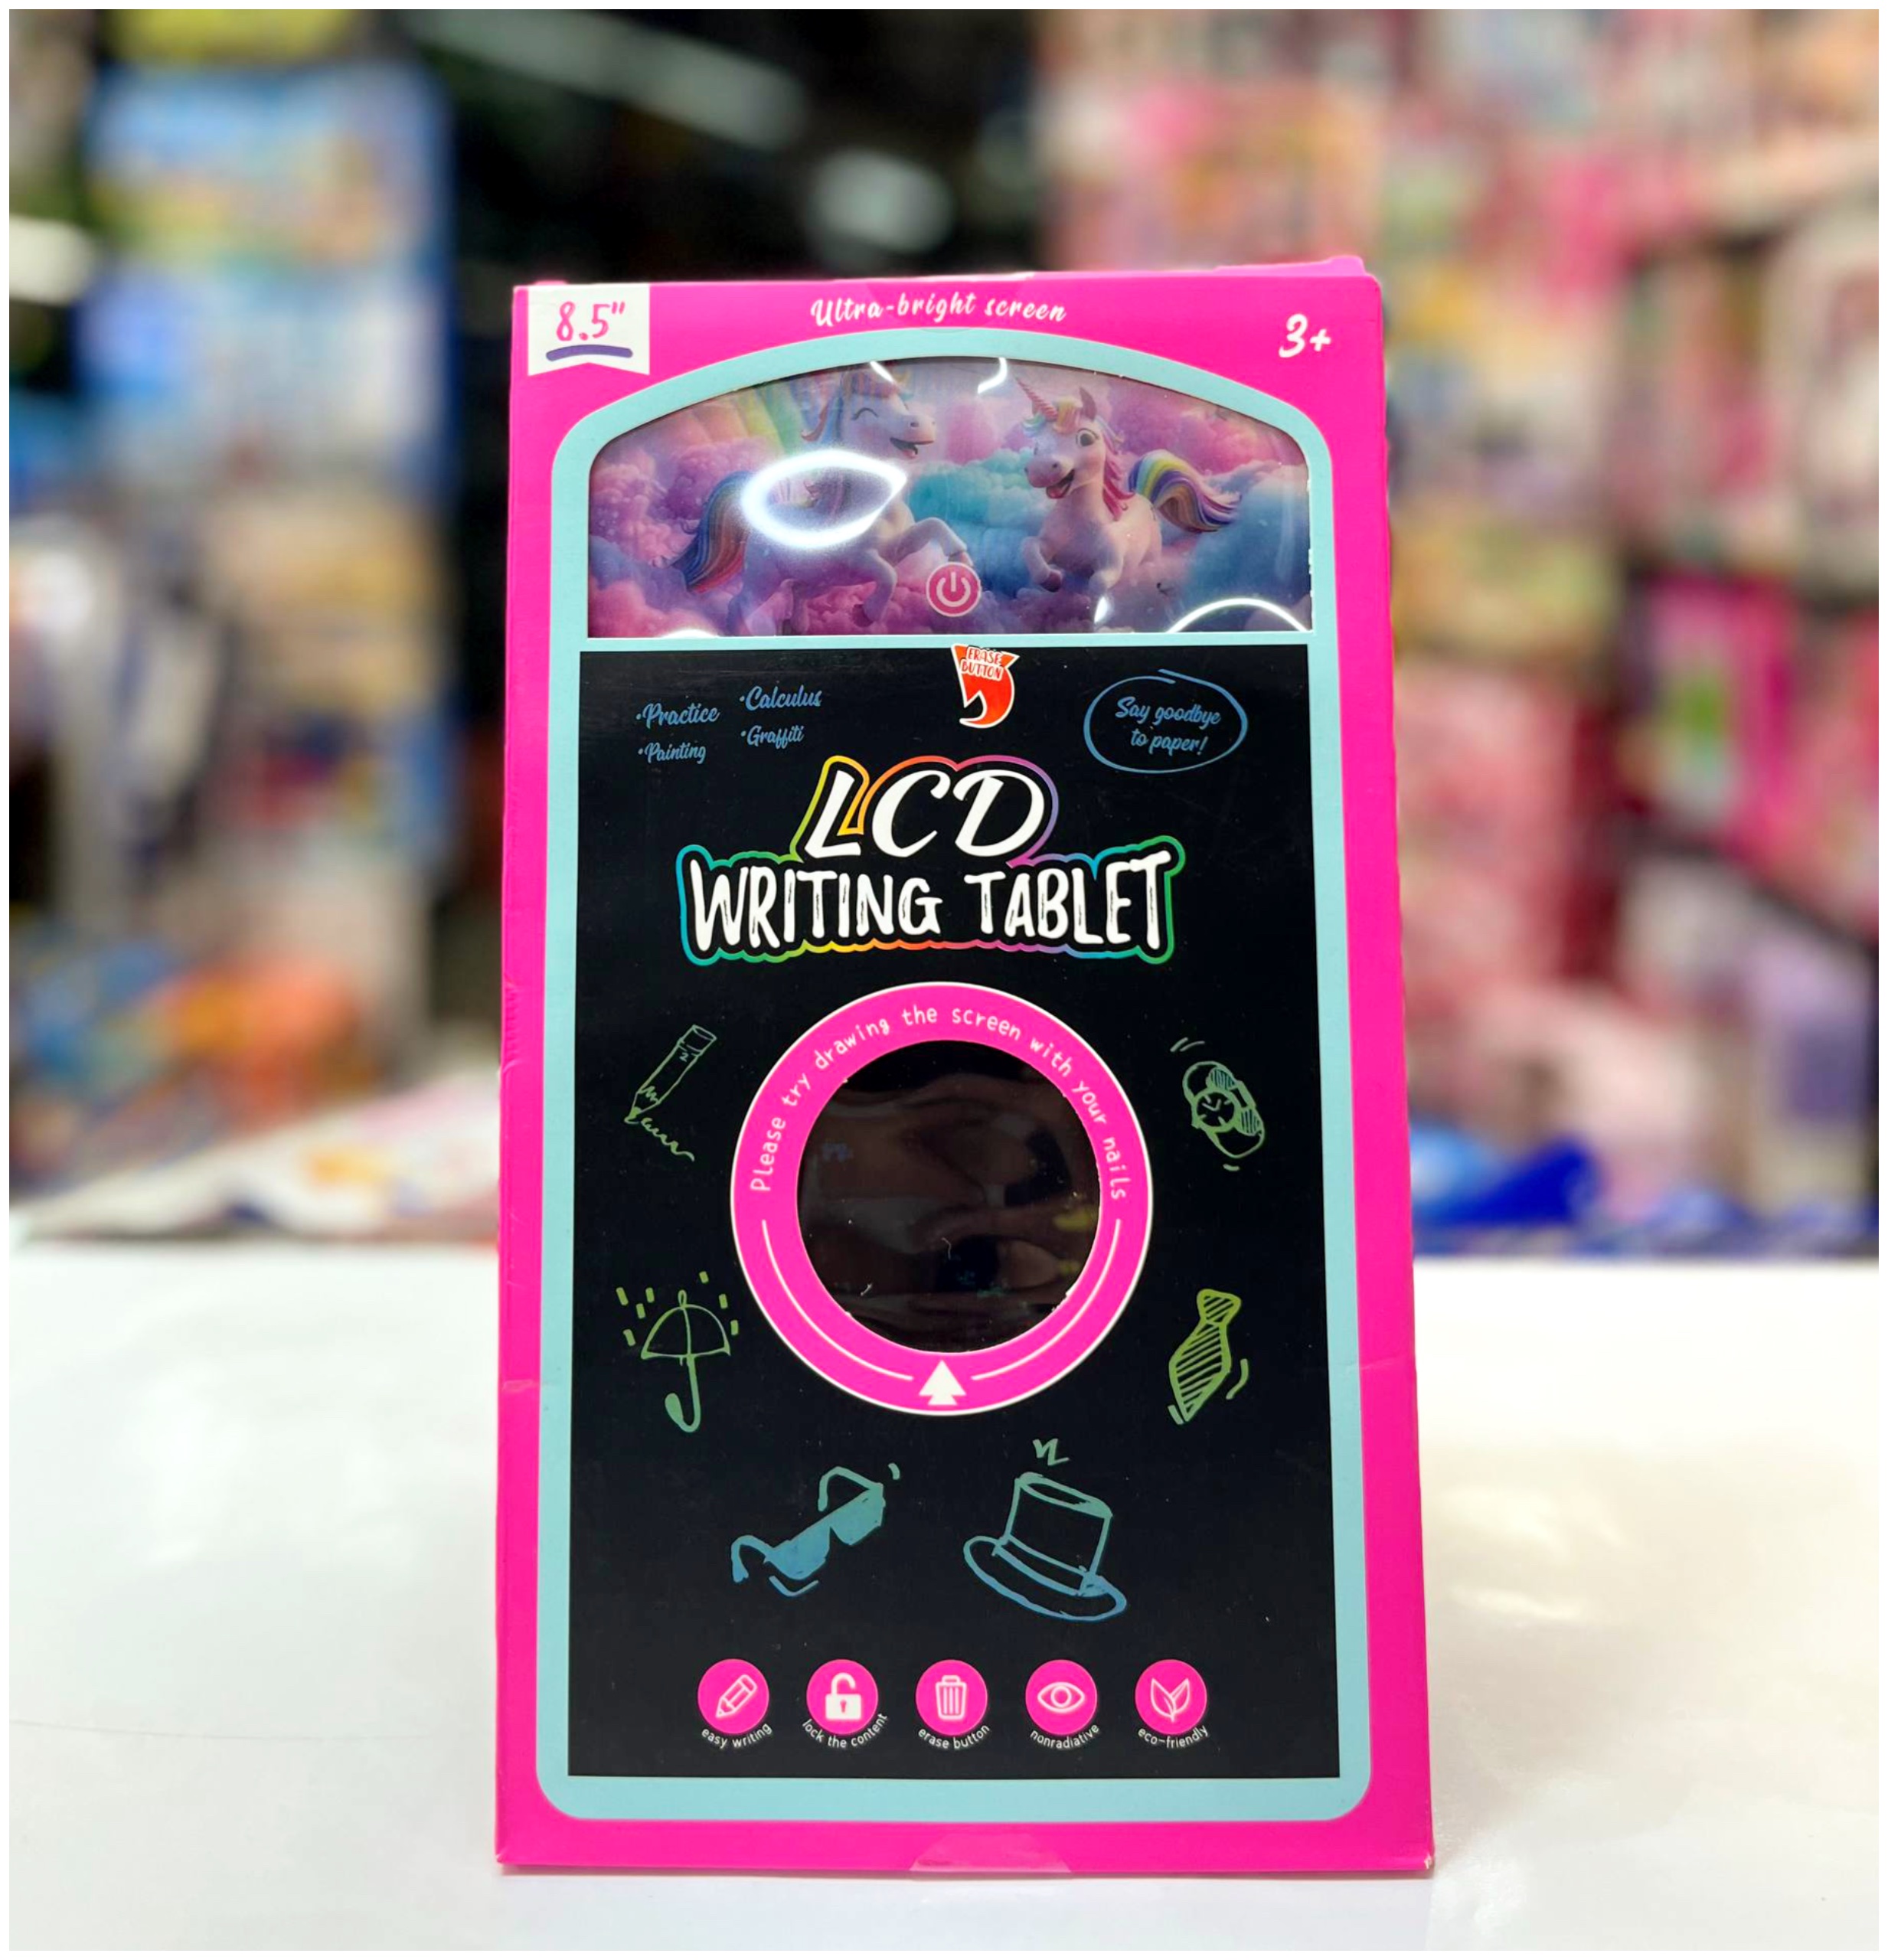 8.5"
Ultra-bright screen
3+
ERASE
BUTTON
•Practice
•Calculus
•Painting
•Graffiti
Say goodbye
to paper!
LCD
WRITING TABLET
Please try drawing the screen with your nails
easy writing
lock the content
erase button
nonradiative
eco-friendly